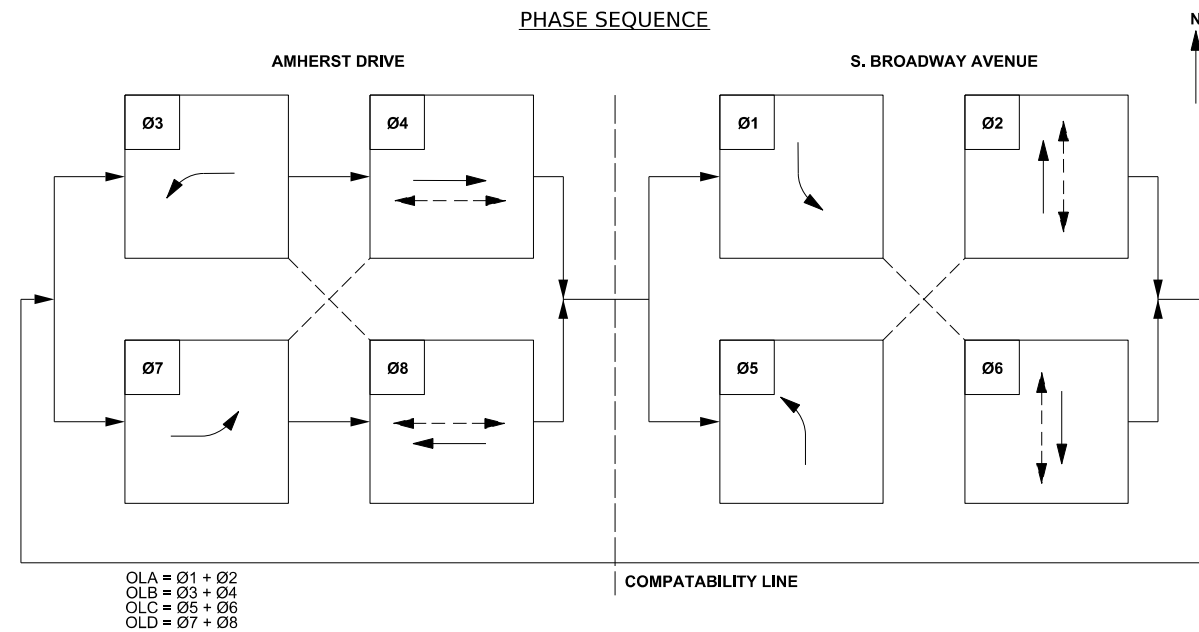 PHASE SEQUENCE
N
AMHERST DRIVE
S. BROADWAY AVENUE
Ø3
Ø4
Ø1
Ø2
Ø7
Ø8
Ø5
Ø6
OLA = Ø1 + Ø2
OLB = Ø3 + Ø4
OLC = Ø5 + Ø6
OLD = Ø7 + Ø8
COMPATABILITY LINE